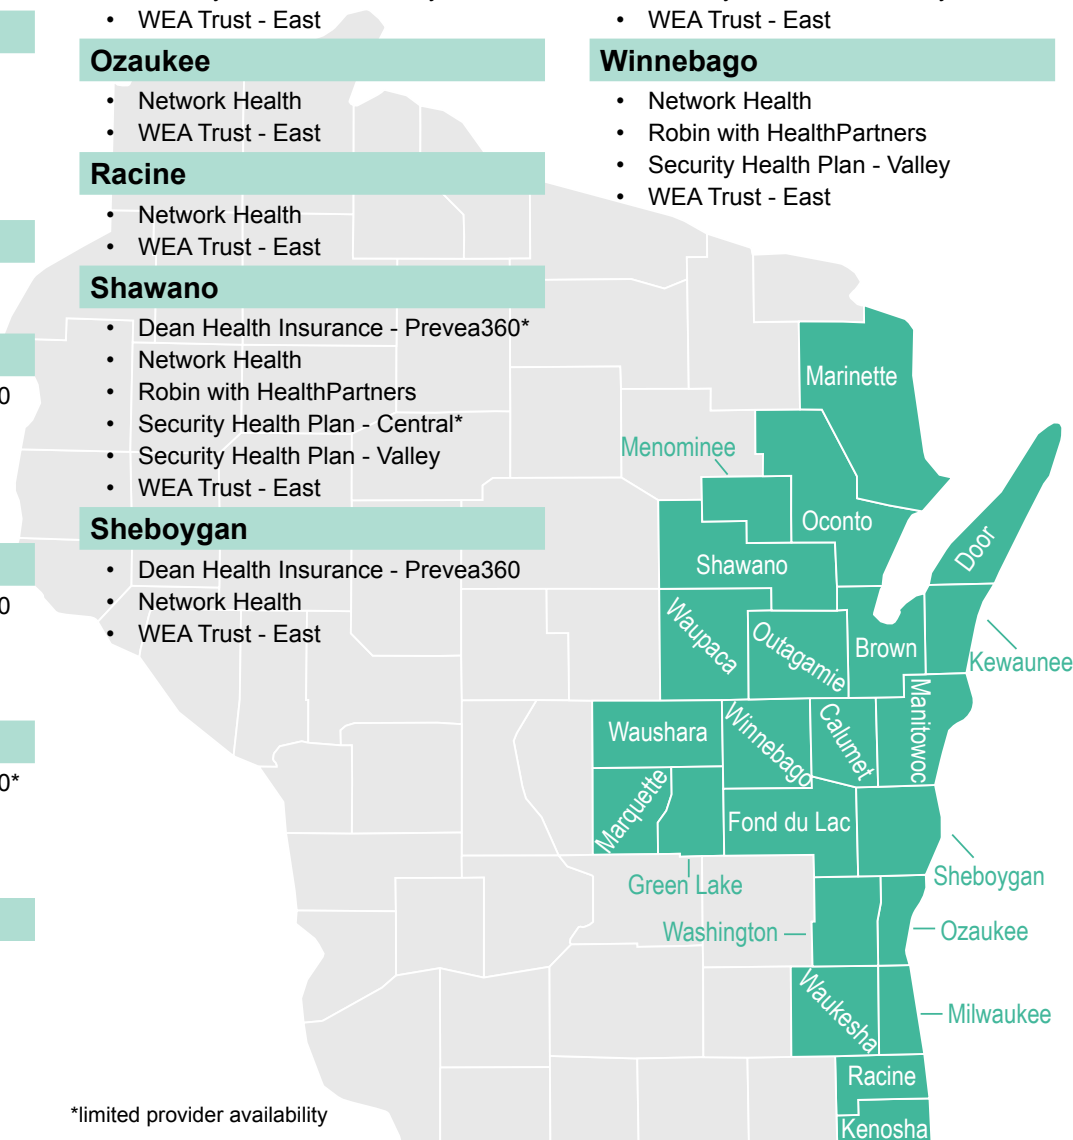 • WEA Trust - East
Ozaukee
• Network Health
• WEA Trust - East
Racine
• Network Health
• WEA Trust - East
Shawano
• Dean Health Insurance - Prevea360*
• Network Health
• Robin with HealthPartners
• Security Health Plan - Central*
• Security Health Plan - Valley
• WEA Trust - East
Sheboygan
• Dean Health Insurance - Prevea360
• Network Health
• WEA Trust - East
• WEA Trust - East
Winnebago
• Network Health
• Robin with HealthPartners
• Security Health Plan - Valley
• WEA Trust - East
0
0
0*
Marinette
Menominee
Oconto
Door
Shawano
Waupaca
Outagamie
Brown
Kewaunee
Manitowoc
Waushara
Winnebago
Calumet
Marquette
Fond du Lac
Green Lake
Sheboygan
Washington
Ozaukee
Waukesha
Milwaukee
Racine
Kenosha
*limited provider availability